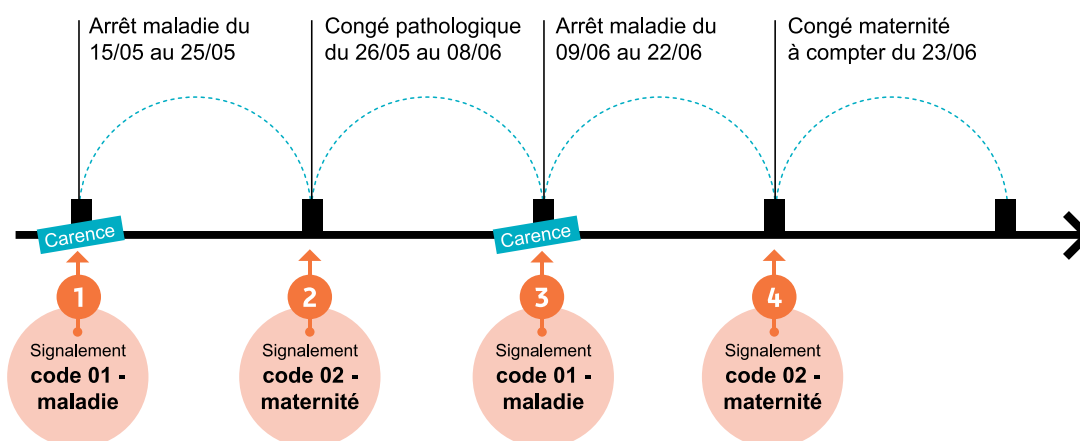 Arrêt maladie du
15/05 au 25/05
Congé pathologique
du 26/05 au 08/06
Arrêt maladie du
09/06 au 22/06
Congé maternité
à compter du 23/06
Carence
Carence
1
2
3
4
Signalement
code 01 -
maladie
Signalement
code 02 -
maternité
Signalement
code 01 -
maladie
Signalement
code 02 -
maternité